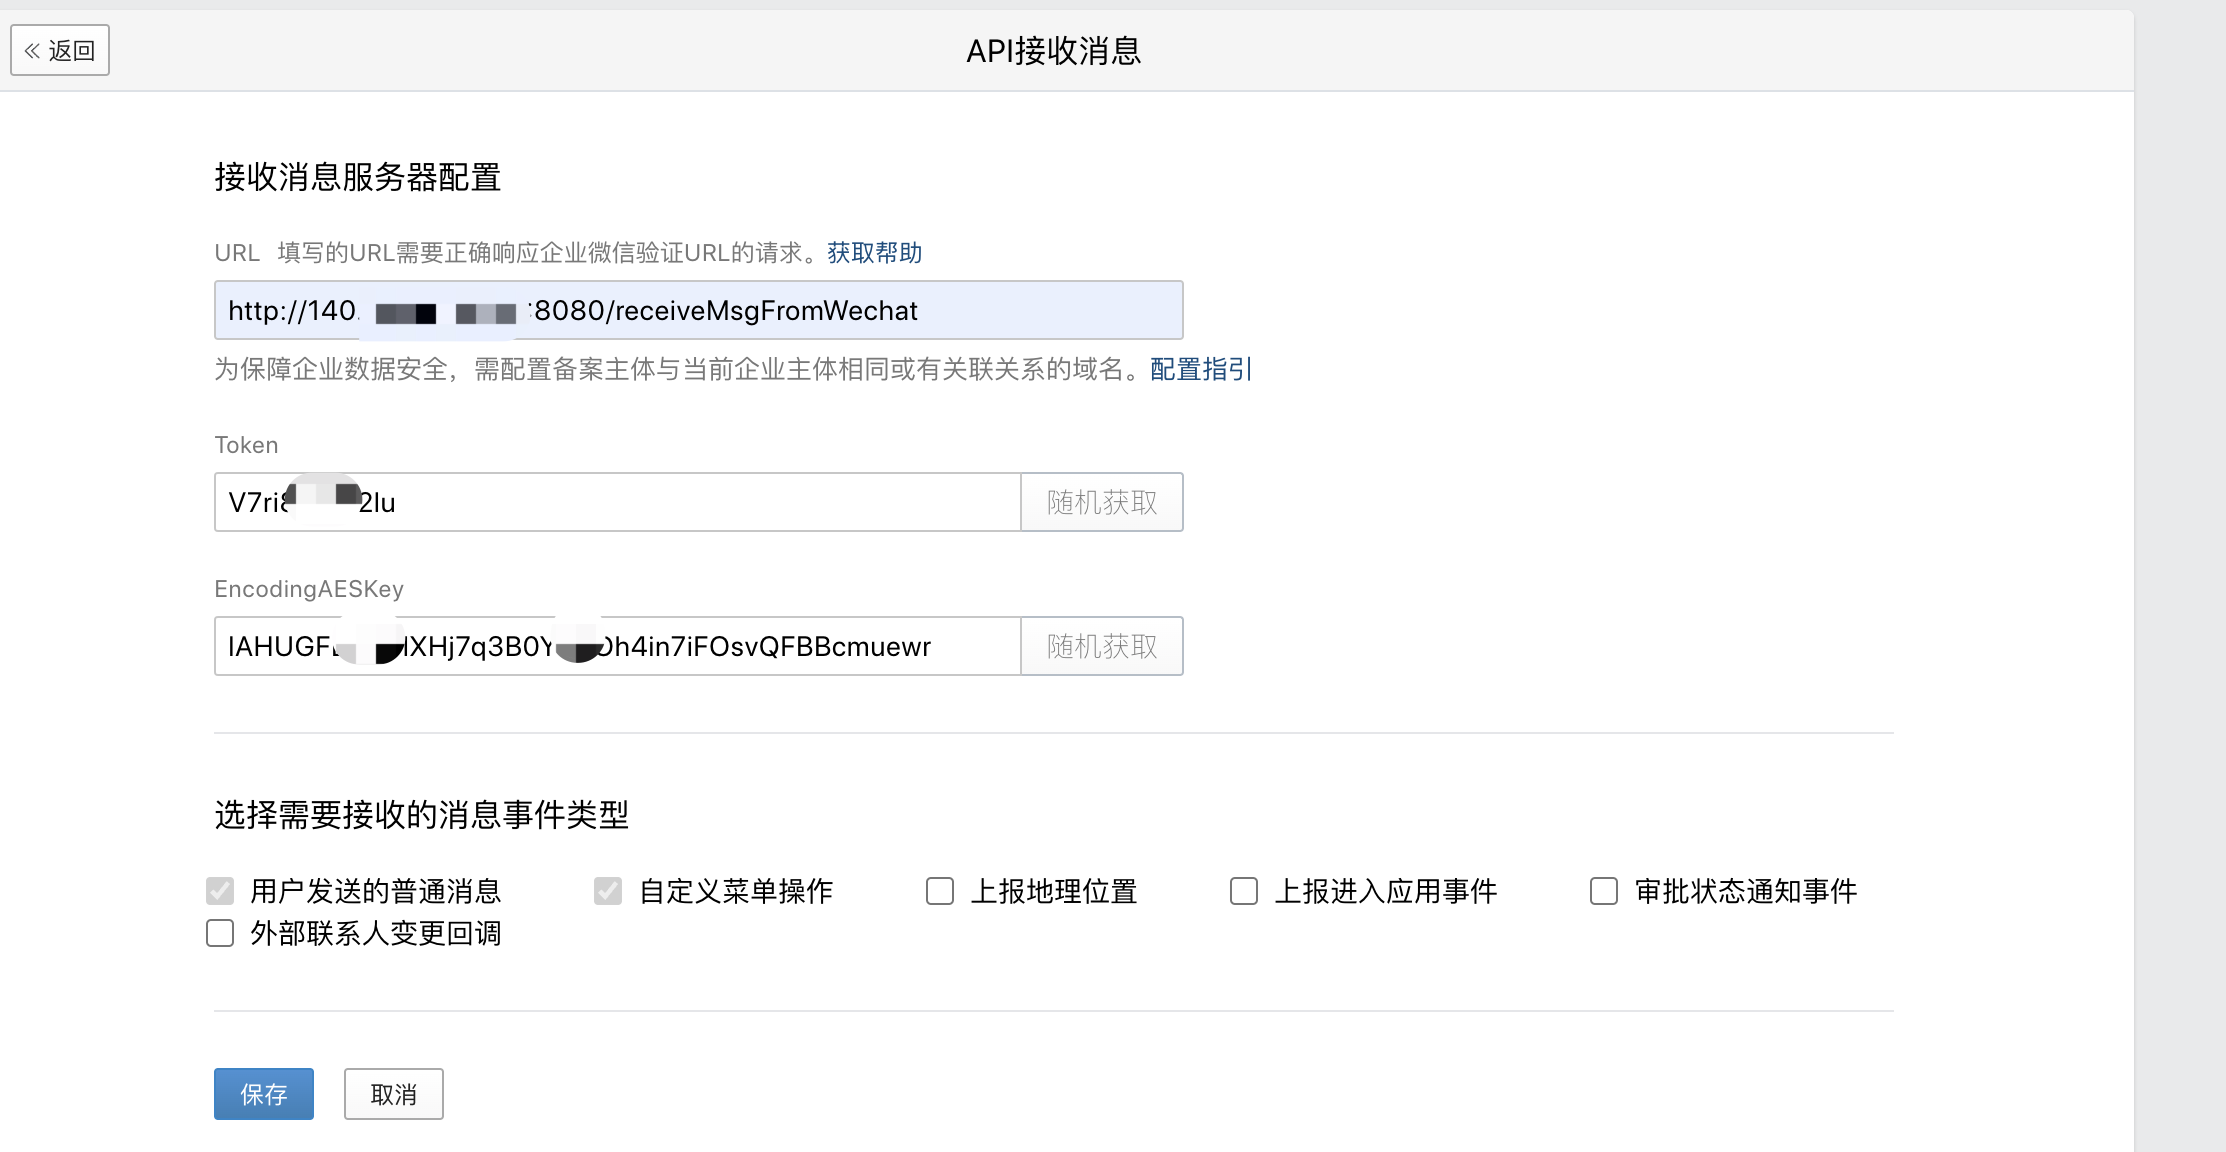 « 返回
API接收消息
接收消息服务器配置
URL 填写的URL需要正确响应企业微信验证URL的请求。获取帮助
http://140. :8080/receiveMsgFromWechat
为保障企业数据安全，需配置备案主体与当前企业主体相同或有关联关系的域名。配置指引
Token
V7ri 2lu 随机获取
EncodingAESKey
IAHUGF XHj7q3B0Y h4in7iFOsvQFBBcmuewr 随机获取
选择需要接收的消息事件类型
用户发送的普通消息 自定义菜单操作 上报地理位置 上报进入应用事件 审批状态通知事件
外部联系人变更回调
保存 取消